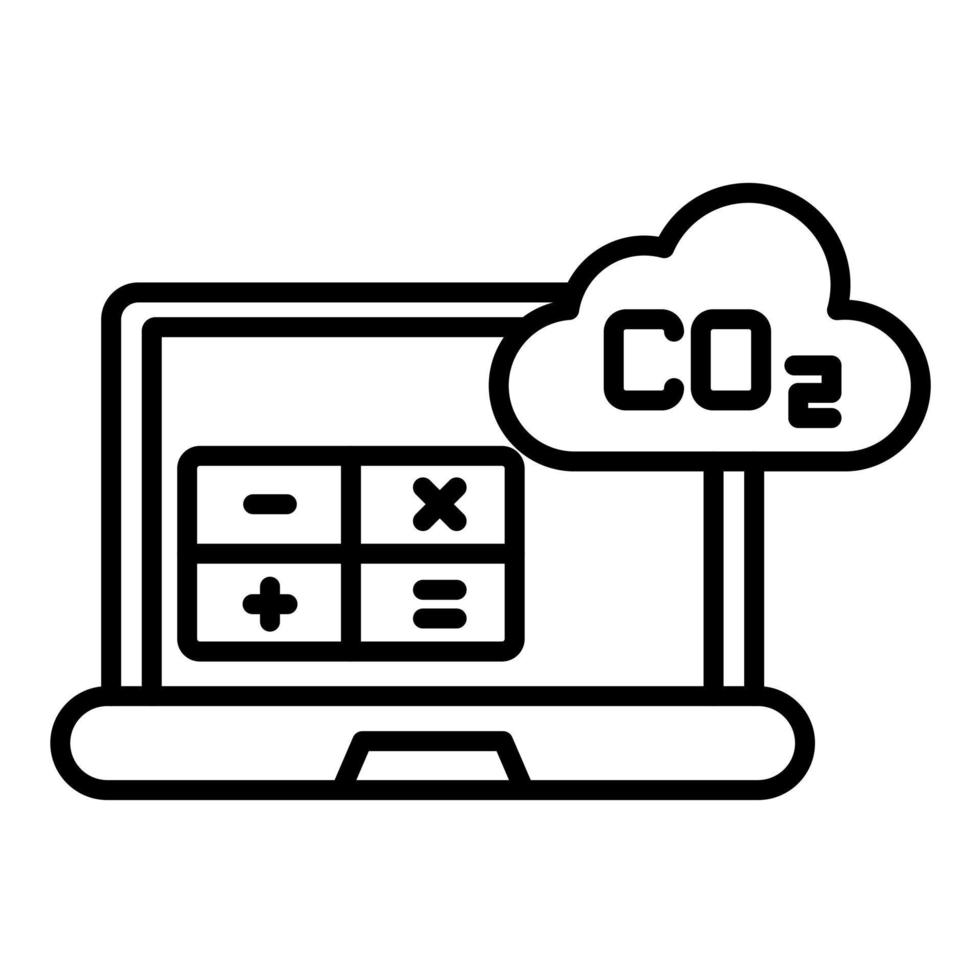 CO₂
− ×
+ =